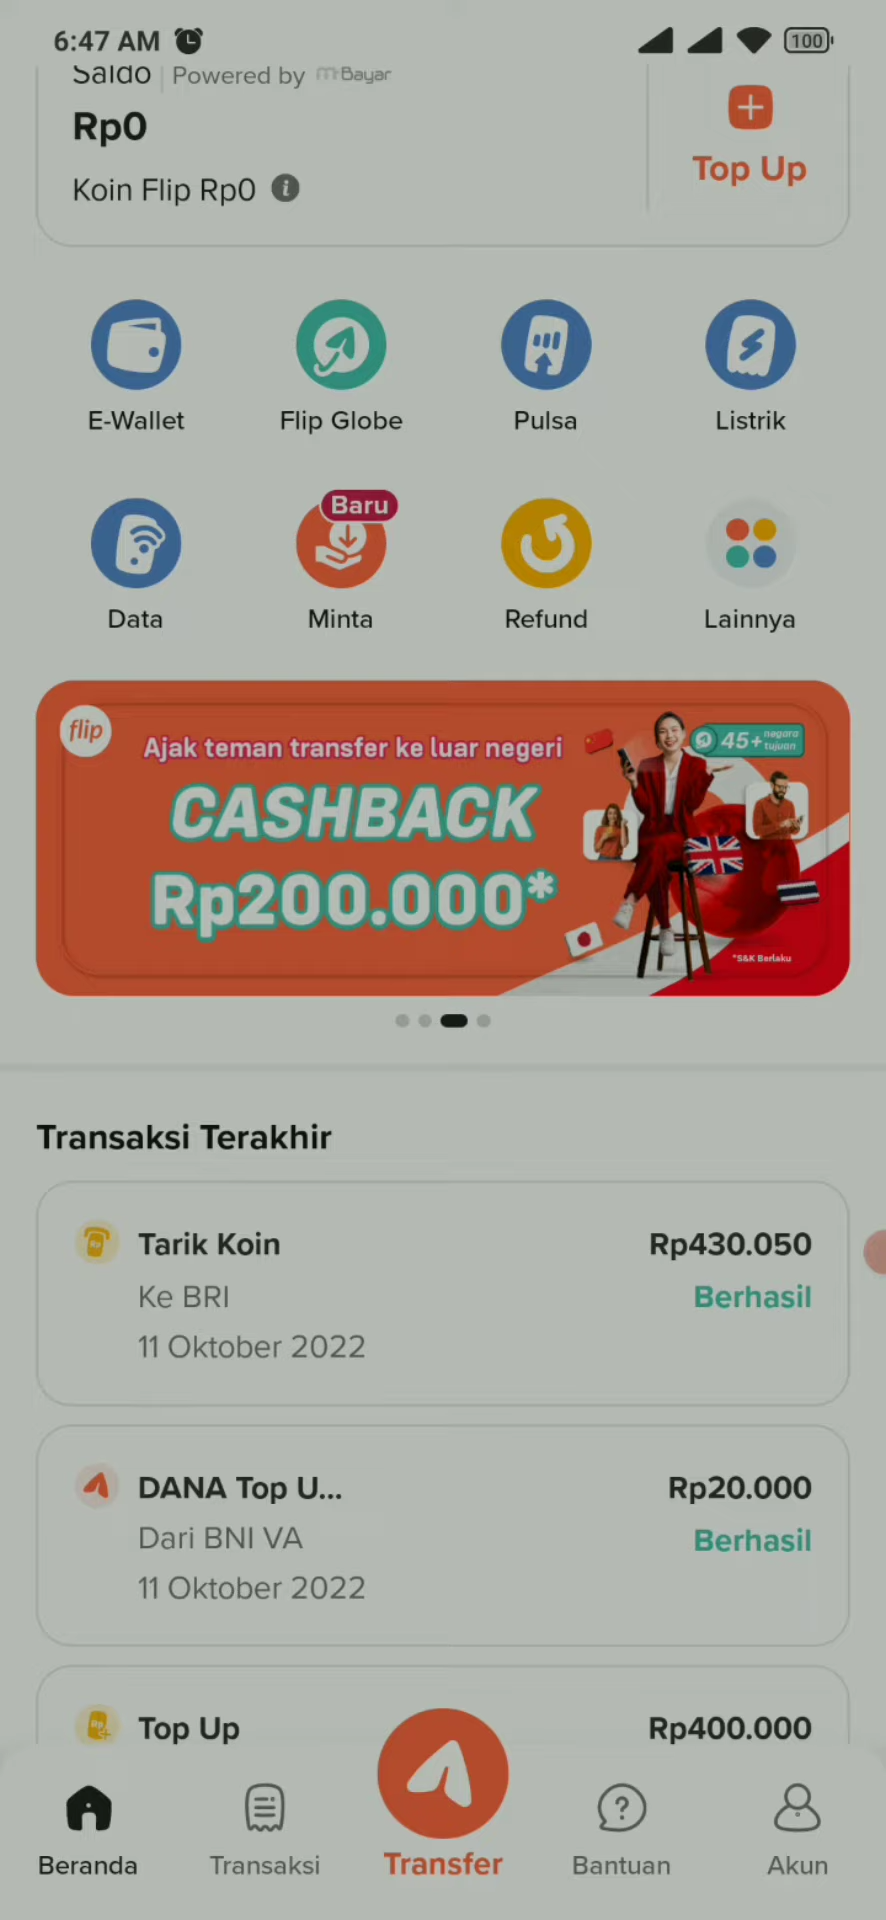 6:47 AM
100
Saldo | Powered by MrBayar
Rp0
Top Up
Koin Flip Rp0
E-Wallet
Flip Globe
Pulsa
Listrik
Baru
Data
Minta
Refund
Lainnya
flip
Ajak teman transfer ke luar negeri
45+ negara tujuan
CASHBACK
Rp200.000*
*S&K Berlaku
Transaksi Terakhir
Tarik Koin Rp430.050
Ke BRI Berhasil
11 Oktober 2022
DANA Top U... Rp20.000
Dari BNI VA Berhasil
11 Oktober 2022
Top Up Rp400.000
Beranda
Transaksi
Transfer
Bantuan
Akun